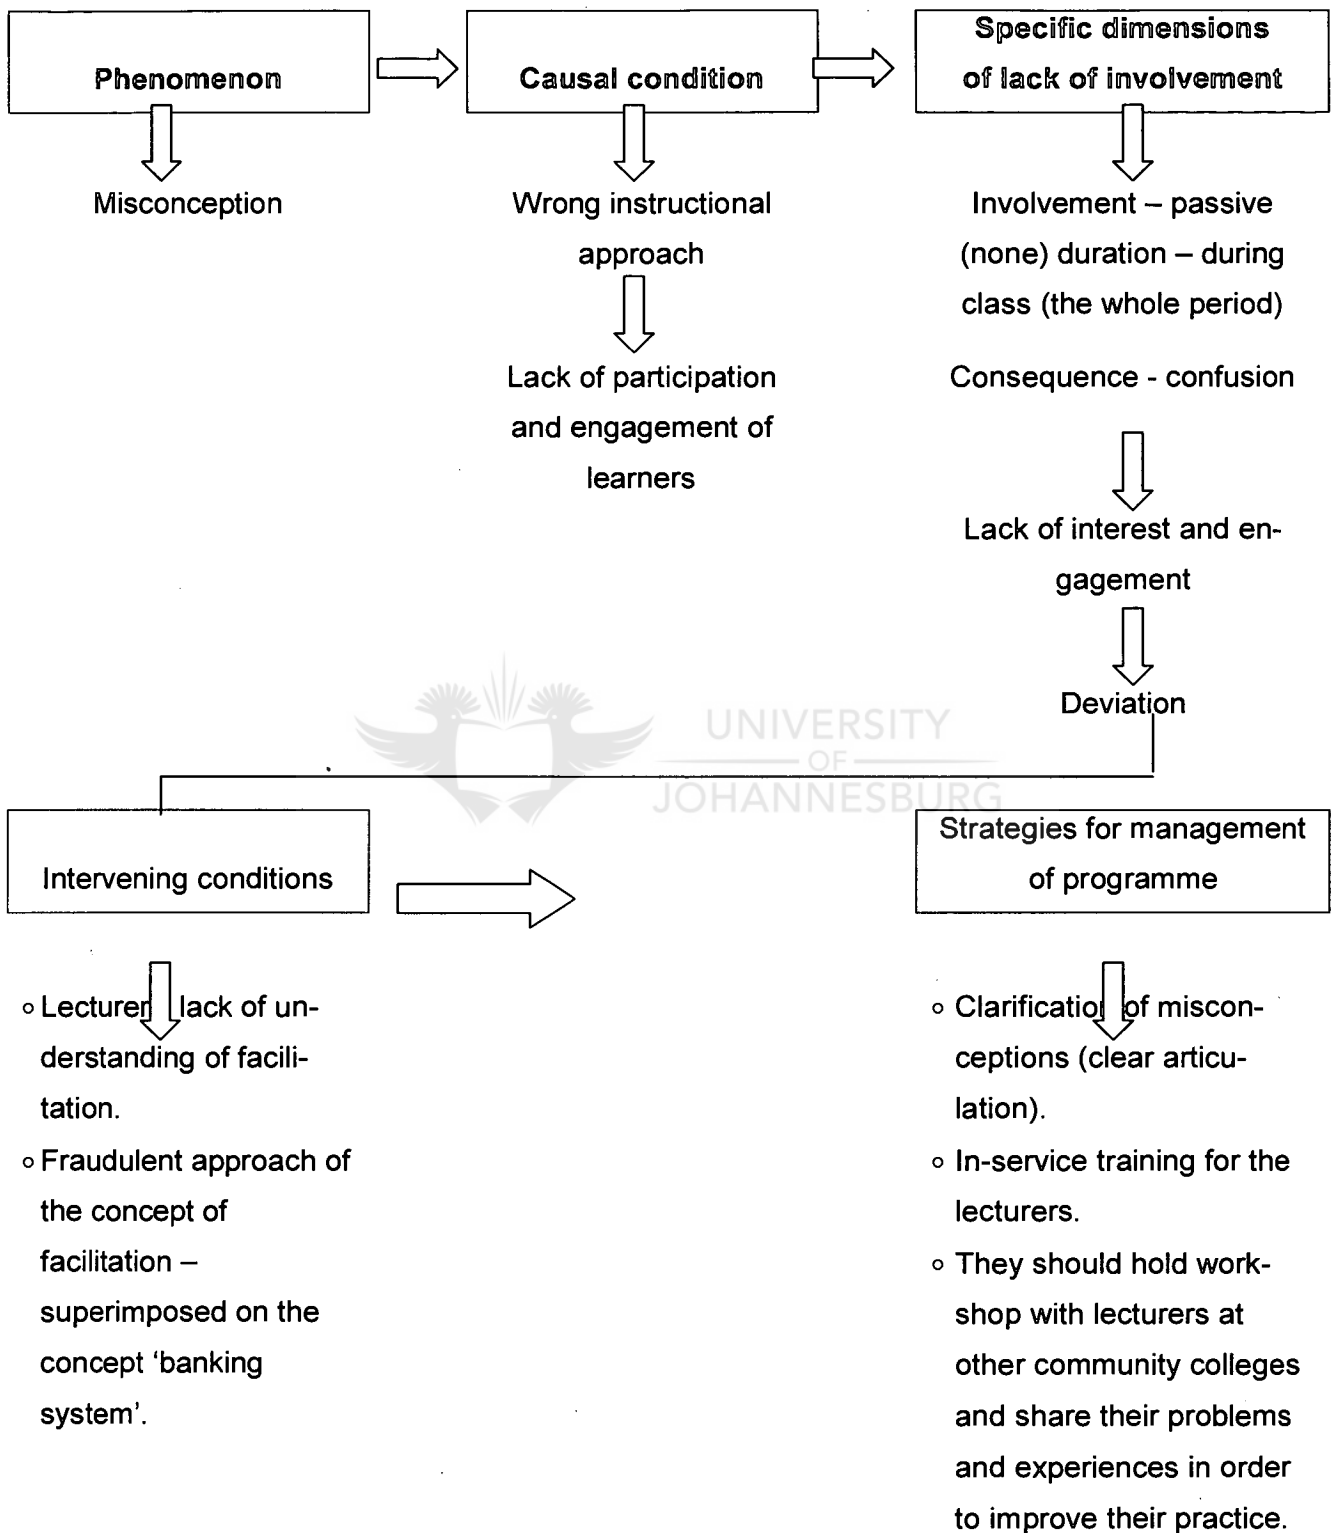 Phenomenon
Causal condition
Specific dimensions
of lack of involvement
Misconception
Wrong instructional
approach
Lack of participation
and engagement of
learners
Involvement – passive
(none) duration – during
class (the whole period)
Consequence - confusion
Lack of interest and en-
gagement
Deviation
UNIVERSITY
OF
JOHANNESBURG
Intervening conditions
Strategies for management
of programme
○ Lecturer lack of un-
derstanding of facili-
tation.
○ Fraudulent approach of
the concept of
facilitation –
superimposed on the
concept ‘banking
system’.
○ Clarification of miscon-
ceptions (clear articu-
lation).
○ In-service training for the
lecturers.
○ They should hold work-
shop with lecturers at
other community colleges
and share their problems
and experiences in order
to improve their practice.